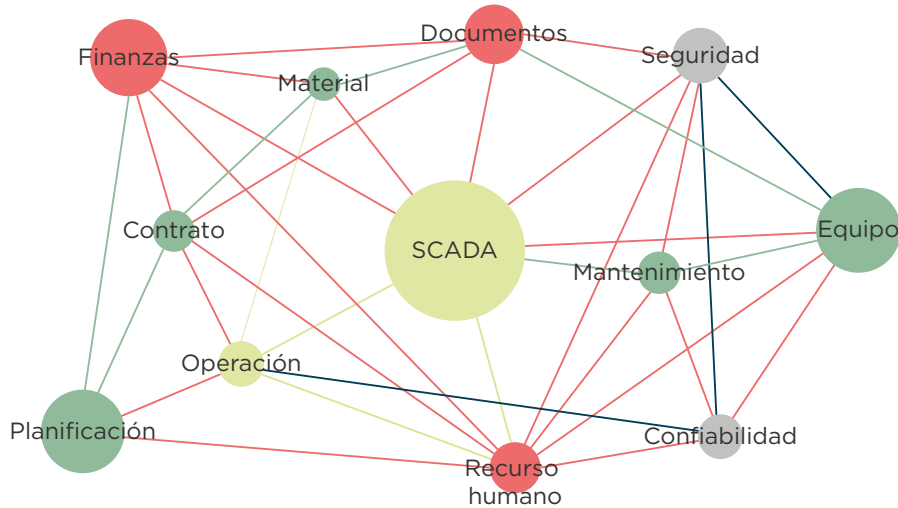 Documentos
Finanzas
Seguridad
Material
Contrato
SCADA
Equipo
Mantenimiento
Operación
Planificación
Confiabilidad
Recurso
humano